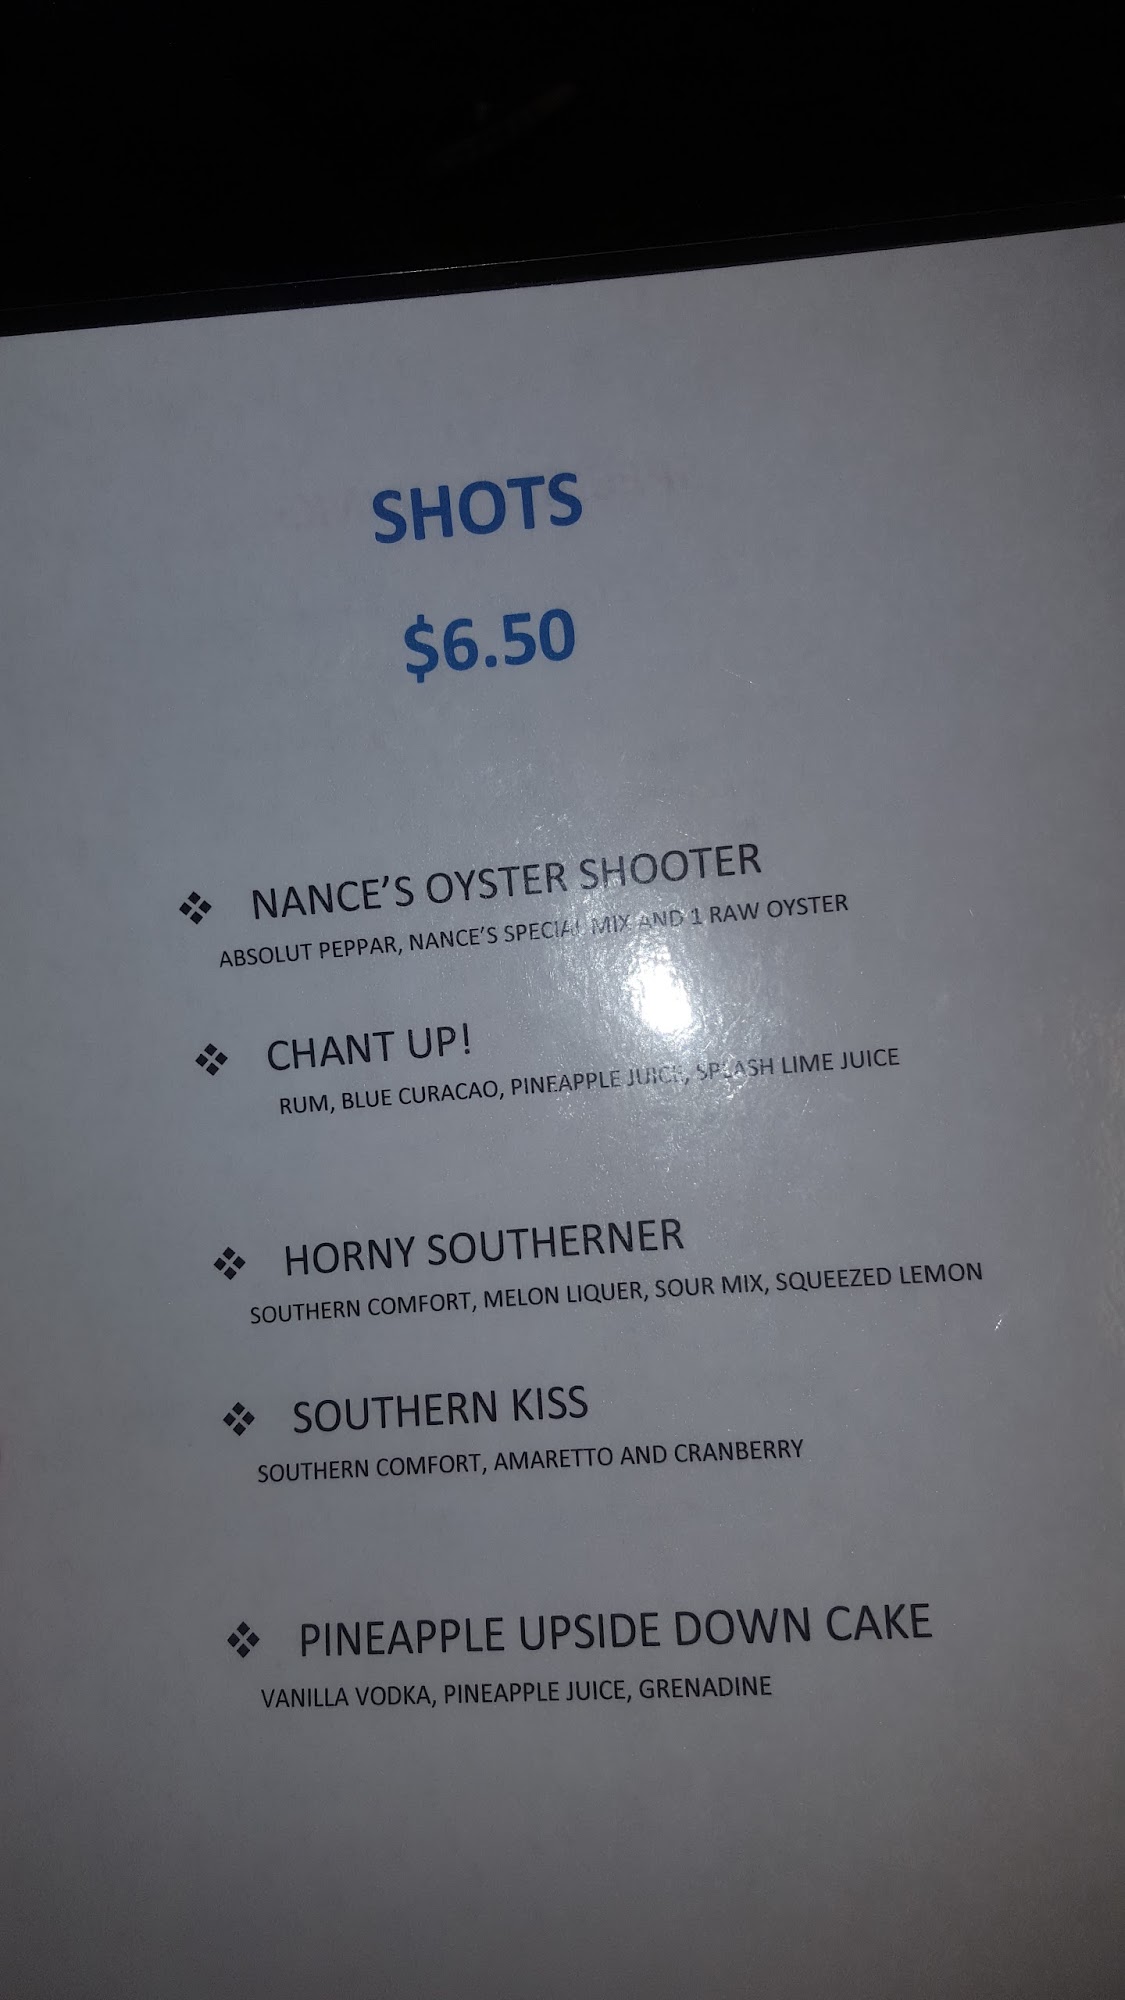 SHOTS
$6.50
❖ NANCE'S OYSTER SHOOTER
ABSOLUT PEPPAR, NANCE'S SPECIAL MIX AND 1 RAW OYSTER
❖ CHANT UP!
RUM, BLUE CURACAO, PINEAPPLE JUICE, SPLASH LIME JUICE
❖ HORNY SOUTHERNER
SOUTHERN COMFORT, MELON LIQUER, SOUR MIX, SQUEEZED LEMON
❖ SOUTHERN KISS
SOUTHERN COMFORT, AMARETTO AND CRANBERRY
❖ PINEAPPLE UPSIDE DOWN CAKE
VANILLA VODKA, PINEAPPLE JUICE, GRENADINE